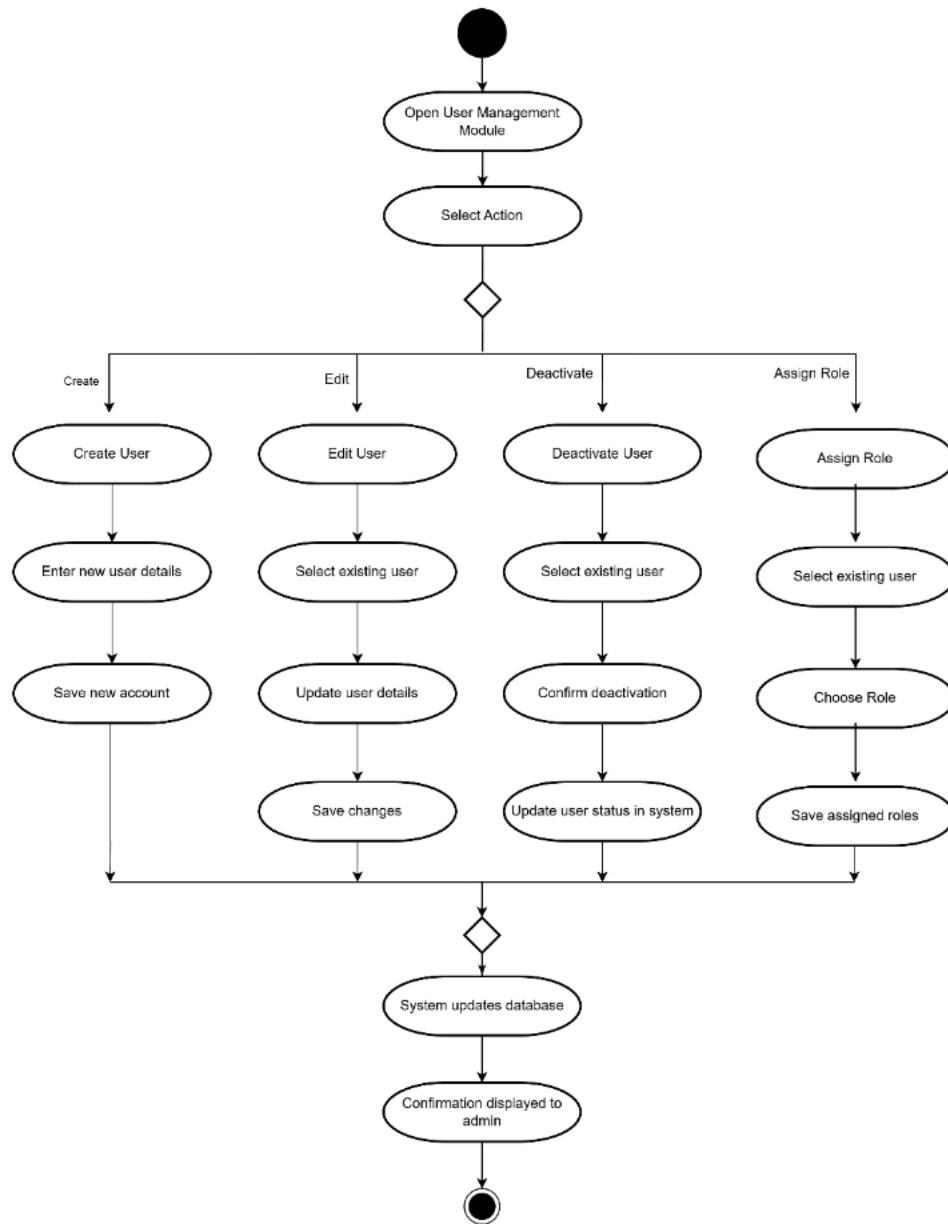 Open User Management
Module
Select Action
Create
Edit
Deactivate
Assign Role
Create User
Edit User
Deactivate User
Assign Role
Enter new user details
Select existing user
Select existing user
Select existing user
Save new account
Update user details
Confirm deactivation
Choose Role
Save changes
Update user status in system
Save assigned roles
System updates database
Confirmation displayed to
admin